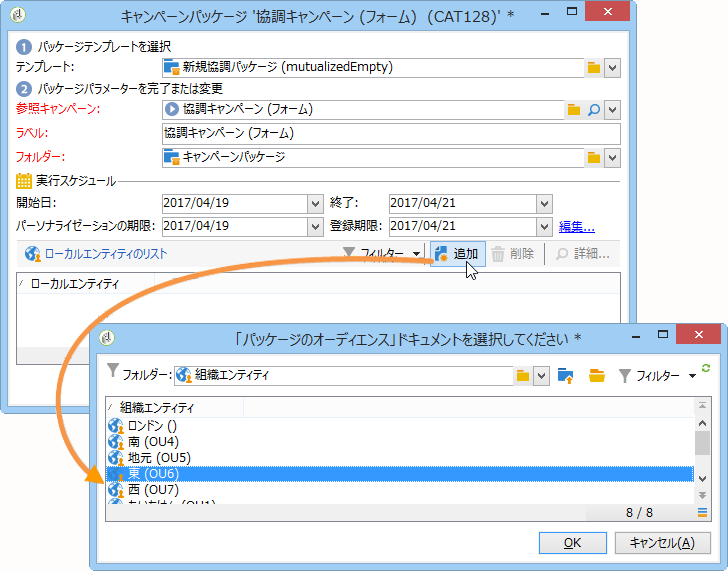 キャンペーンパッケージ '協調キャンペーン (フォーム) (CAT128)' *
1 パッケージテンプレートを選択
テンプレート: 新規協調パッケージ (mutualizedEmpty)
2 パッケージパラメーターを完了または変更
参照キャンペーン: 協調キャンペーン (フォーム)
ラベル: 協調キャンペーン (フォーム)
フォルダー: キャンペーンパッケージ
実行スケジュール
開始日: 2017/04/19 終了: 2017/04/21
パーソナライゼーションの期限: 2017/04/19 登録期限: 2017/04/21 編集...
ローカルエンティティのリスト フィルター 追加 削除 詳細...
ローカルエンティティ
「パッケージのオーディエンス」ドキュメントを選択してください *
フォルダー: 組織エンティティ フィルター
組織エンティティ
ロンドン ()
南 (OU4)
地元 (OU5)
東 (OU6)
西 (OU7)
8 / 8
OK キャンセル(A)